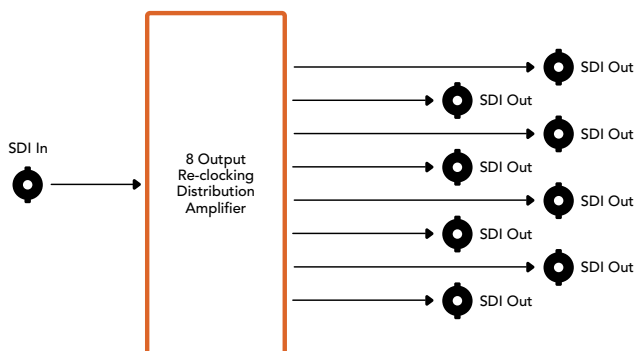 SDI In
8 Output
Re-clocking
Distribution
Amplifier
SDI Out
SDI Out
SDI Out
SDI Out
SDI Out
SDI Out
SDI Out
SDI Out